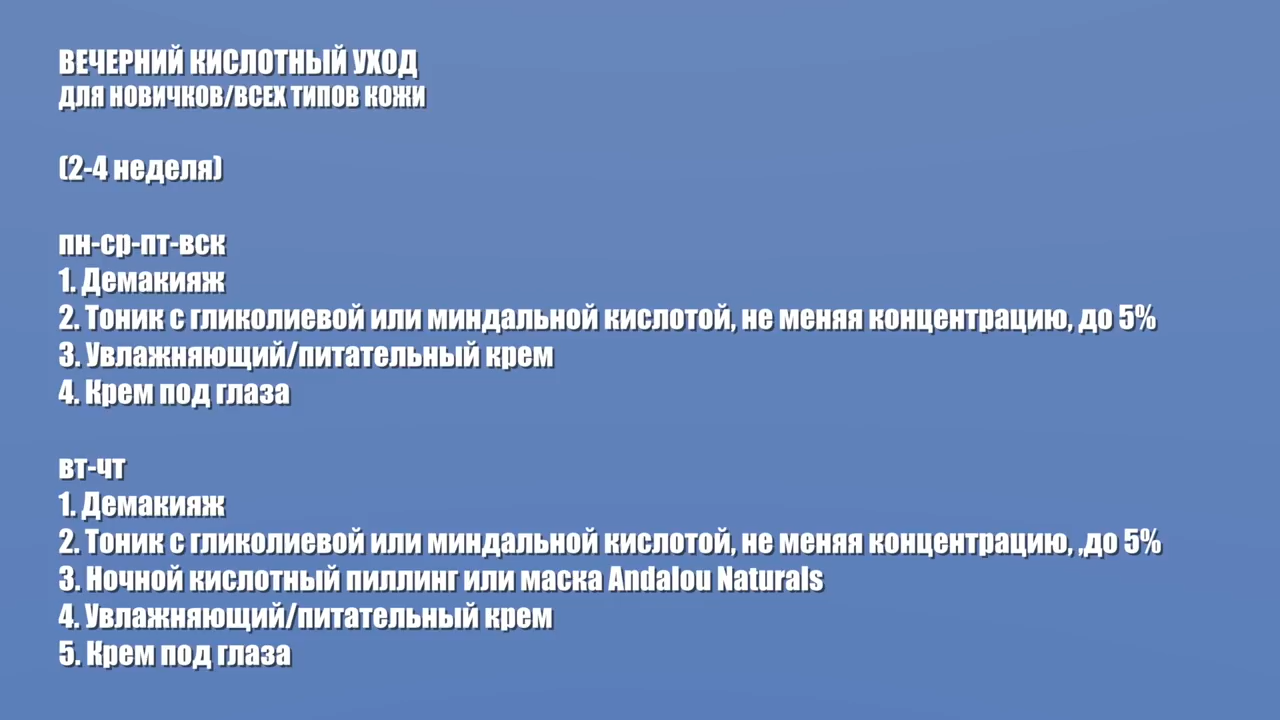 ВЕЧЕРНИЙ КИСЛОТНЫЙ УХОД
ДЛЯ НОВИЧКОВ/ВСЕХ ТИПОВ КОЖИ
(2-4 неделя)
пн-ср-пт-вск
1. Демакияж
2. Тоник с гликолиевой или миндальной кислотой, не меняя концентрацию, до 5%
3. Увлажняющий/питательный крем
4. Крем под глаза
вт-чт
1. Демакияж
2. Тоник с гликолиевой или миндальной кислотой, не меняя концентрацию, ,до 5%
3. Ночной кислотный пиллинг или маска Andalou Naturals
4. Увлажняющий/питательный крем
5. Крем под глаза